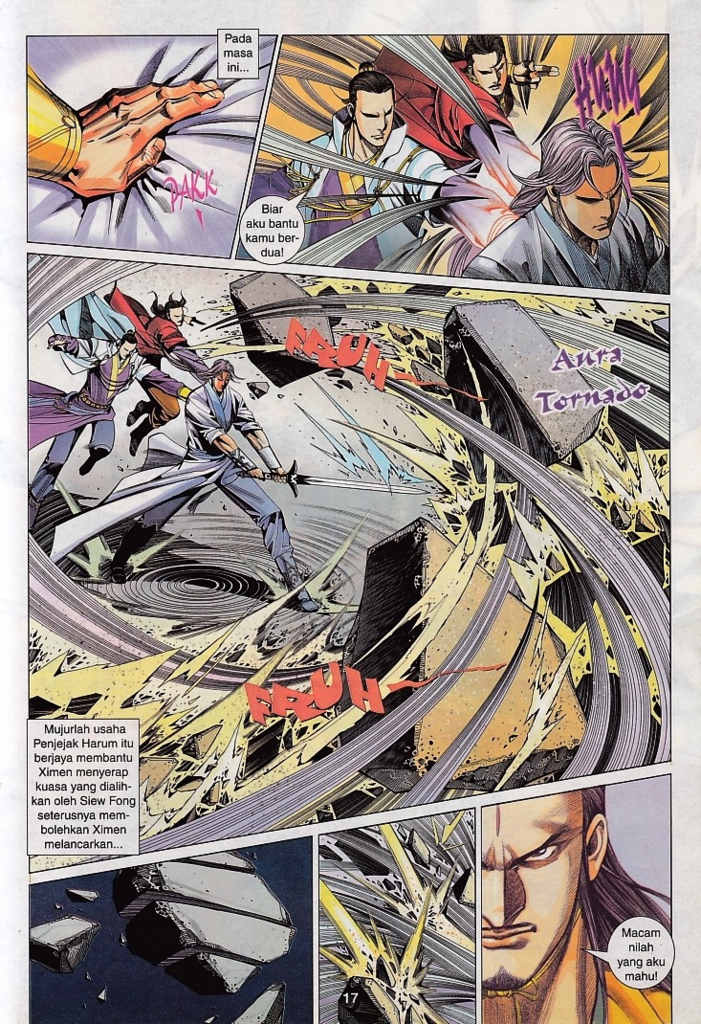 Pada
masa
ini...
PAKK
HUNG
Biar
aku bantu
kamu ber-
dua!
FRUH
Aura
Tornado
FRUH
Mujurlah usaha
Penjejak Harum itu
berjaya membantu
Ximen menyerap
kuasa yang dialih-
kan oleh Siew Fong
seterusnya mem-
bolehkan Ximen
melancarkan...
17
Macam
nilah
yang aku
mahu!